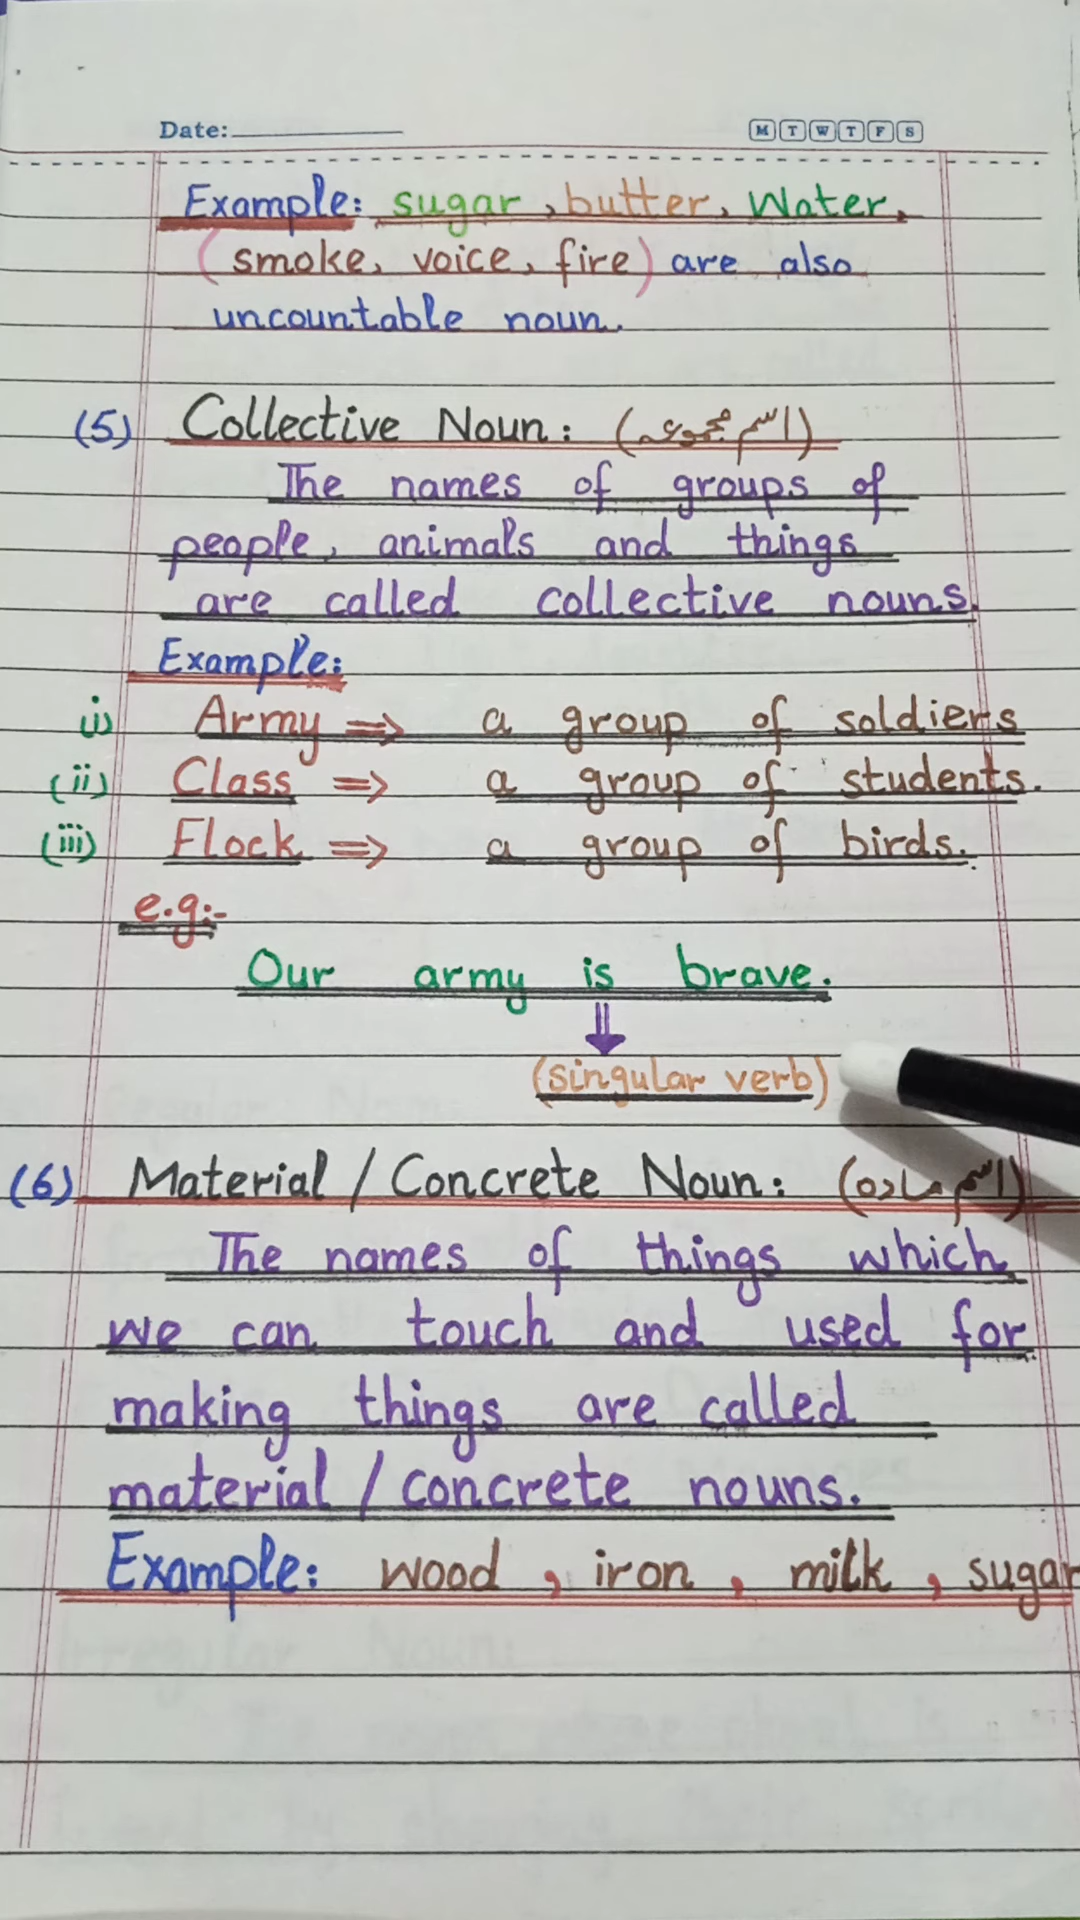 Date:
M T W T F S
Example: sugar, butter, Water,
(smoke, voice, fire) are also
uncountable noun.
(5) Collective Noun: (اسم مجموعہ)
The names of groups of
people, animals and things
are called collective nouns.
Example:
i) Army => a group of soldiers
(ii) Class => a group of students.
(iii) Flock => a group of birds.
e.g:-
Our army is brave.
(singular verb)
(6) Material / Concrete Noun: (اسم مادہ)
The names of things which
we can touch and used for
making things are called
material / concrete nouns.
Example: wood, iron, milk, sugar